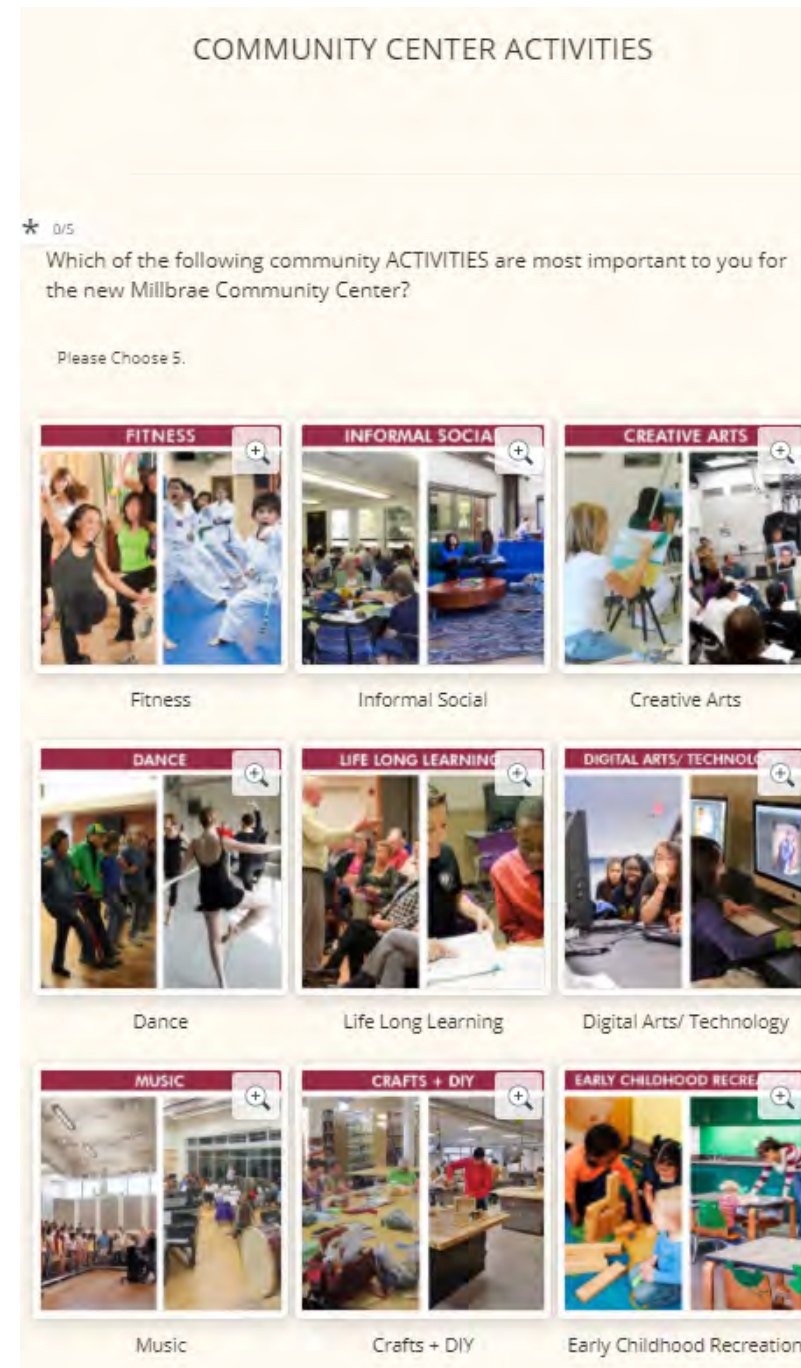 COMMUNITY CENTER ACTIVITIES
* 0/5
Which of the following community ACTIVITIES are most important to you for
the new Millbrae Community Center?
Please Choose 5.
FITNESS
INFORMAL SOCIA
CREATIVE ARTS
Fitness
Informal Social
Creative Arts
DANCE
LIFE LONG LEARNING
DIGITAL ARTS/ TECHNOLO
Dance
Life Long Learning
Digital Arts/ Technology
MUSIC
CRAFTS + DIY
EARLY CHILDHOOD RECREA
Music
Crafts + DIY
Early Childhood Recreation